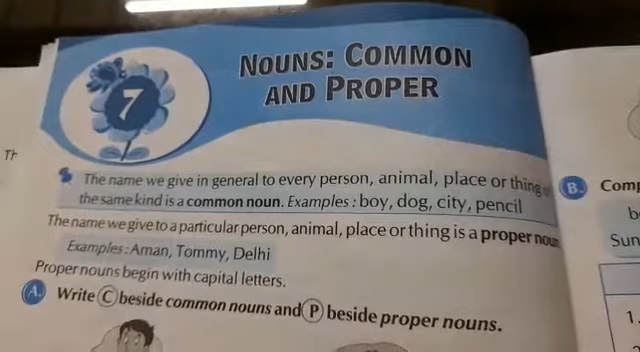 7
NOUNS: COMMON
AND PROPER
The name we give in general to every person, animal, place or thing
the same kind is a common noun. Examples : boy, dog, city, pencil
The name we give to a particular person, animal, place or thing is a proper noun
Examples : Aman, Tommy, Delhi
Proper nouns begin with capital letters.
A. Write C beside common nouns and P beside proper nouns.
B. Comp
Sun
1.